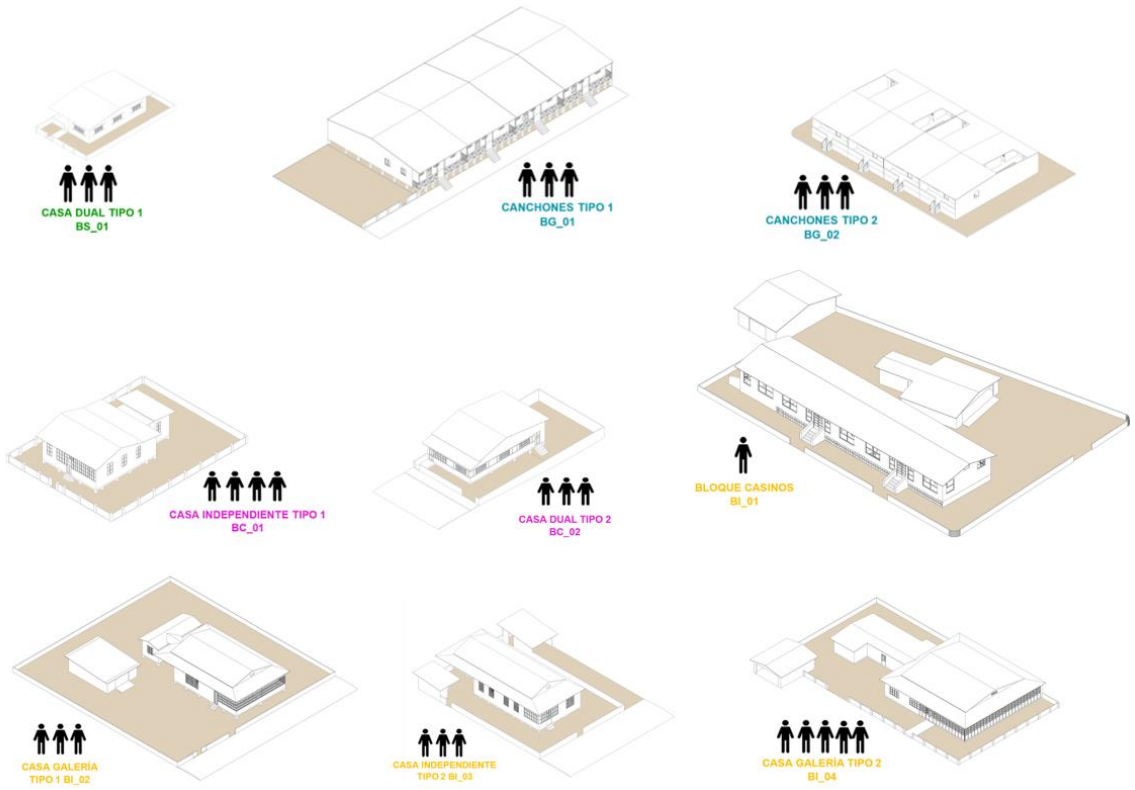 CASA DUAL TIPO 1
BS_01
CANCHONES TIPO 1
BG_01
CANCHONES TIPO 2
BG_02
CASA INDEPENDIENTE TIPO 1
BC_01
CASA DUAL TIPO 2
BC_02
BLOQUE CASINOS
BI_01
CASA GALERÍA
TIPO 1 BI_02
CASA INDEPENDIENTE
TIPO 2 BI_03
CASA GALERÍA TIPO 2
BI_04